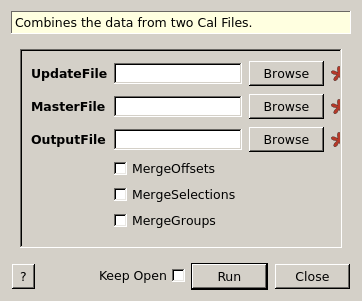 Combines the data from two Cal Files.
UpdateFile Browse
MasterFile Browse
OutputFile Browse
MergeOffsets
MergeSelections
MergeGroups
? Keep Open Run Close